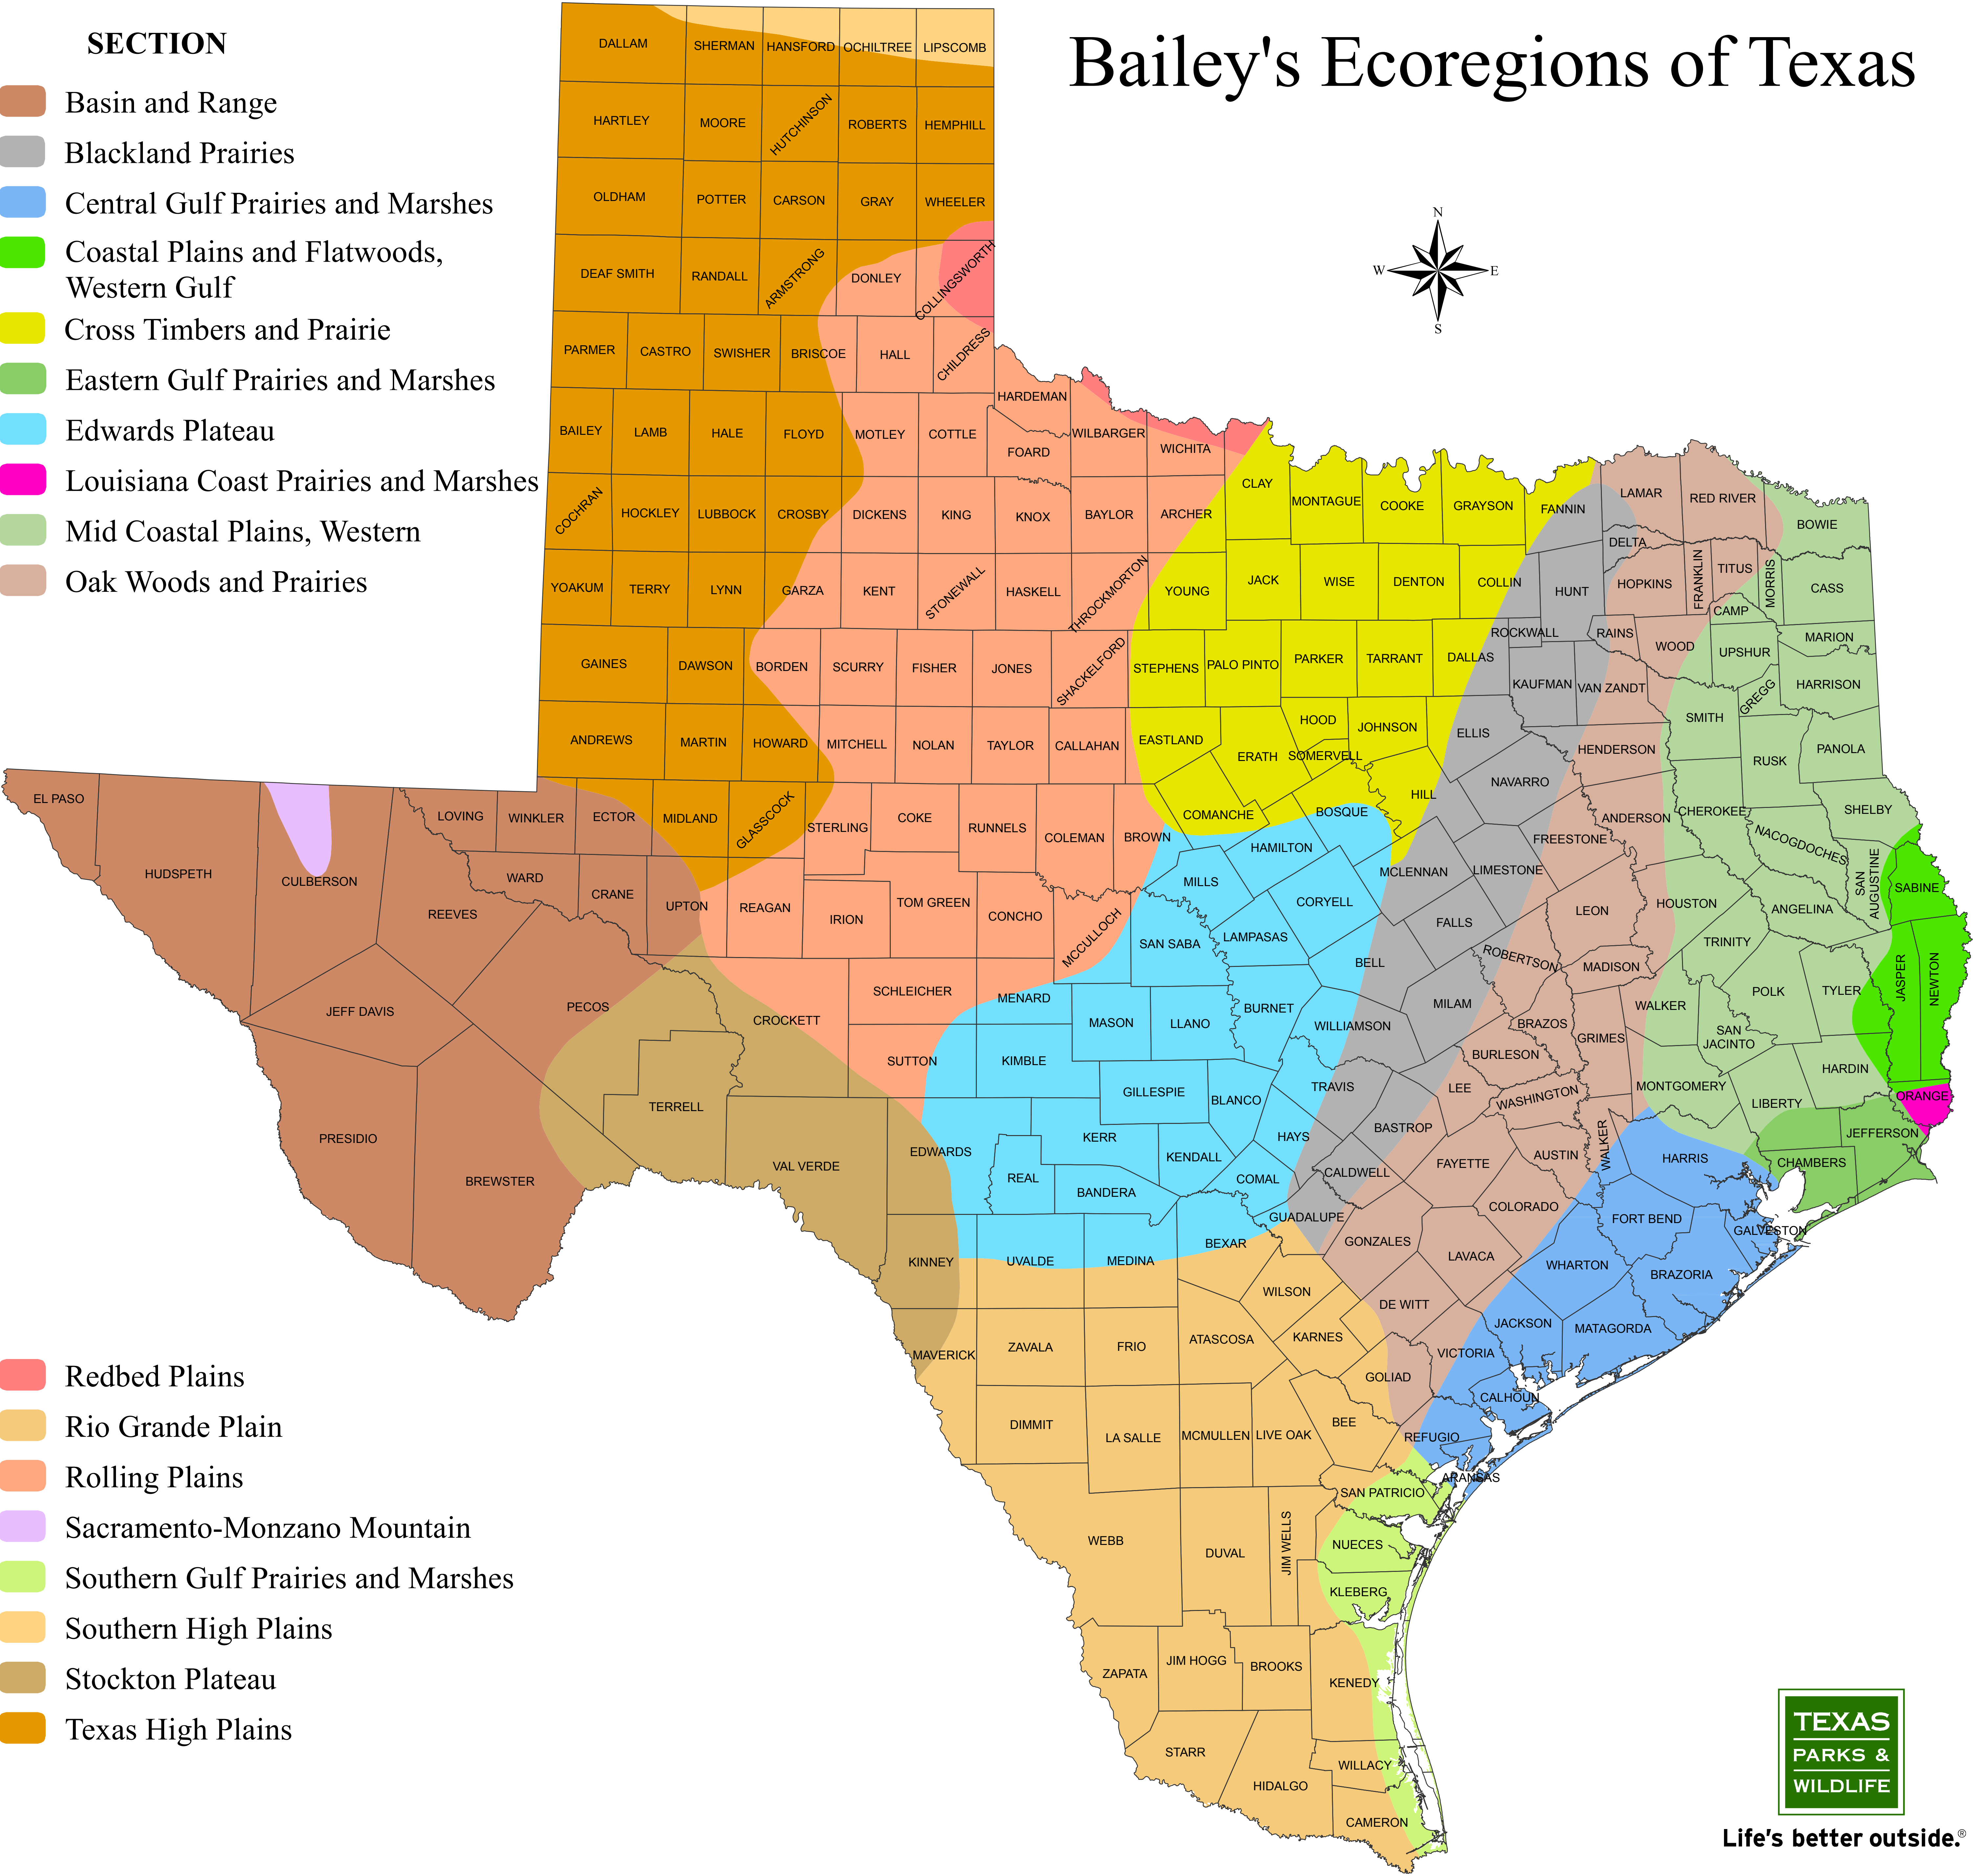 Bailey's Ecoregions of Texas
SECTION
Basin and Range
Blackland Prairies
Central Gulf Prairies and Marshes
Coastal Plains and Flatwoods,
Western Gulf
Cross Timbers and Prairie
Eastern Gulf Prairies and Marshes
Edwards Plateau
Louisiana Coast Prairies and Marshes
Mid Coastal Plains, Western
Oak Woods and Prairies
Redbed Plains
Rio Grande Plain
Rolling Plains
Sacramento-Monzano Mountain
Southern Gulf Prairies and Marshes
Southern High Plains
Stockton Plateau
Texas High Plains
N
W
E
S
DALLAM
SHERMAN
HANSFORD
OCHILTREE
LIPSCOMB
HARTLEY
MOORE
HUTCHINSON
ROBERTS
HEMPHILL
OLDHAM
POTTER
CARSON
GRAY
WHEELER
DEAF SMITH
RANDALL
ARMSTRONG
DONLEY
COLLINGSWORTH
PARMER
CASTRO
SWISHER
BRISCOE
HALL
CHILDRESS
HARDEMAN
BAILEY
LAMB
HALE
FLOYD
MOTLEY
COTTLE
FOARD
WILBARGER
WICHITA
CLAY
MONTAGUE
COOKE
GRAYSON
FANNIN
LAMAR
RED RIVER
BOWIE
COCHRAN
HOCKLEY
LUBBOCK
CROSBY
DICKENS
KING
KNOX
BAYLOR
ARCHER
DELTA
YOAKUM
TERRY
LYNN
GARZA
KENT
STONEWALL
HASKELL
THROCKMORTON
YOUNG
JACK
WISE
DENTON
COLLIN
HUNT
HOPKINS
FRANKLIN
TITUS
MORRIS
CASS
CAMP
GAINES
DAWSON
BORDEN
SCURRY
FISHER
JONES
SHACKELFORD
STEPHENS
PALO PINTO
PARKER
TARRANT
DALLAS
ROCKWALL
RAINS
WOOD
UPSHUR
MARION
KAUFMAN
VAN ZANDT
GREGG
HARRISON
ANDREWS
MARTIN
HOWARD
MITCHELL
NOLAN
TAYLOR
CALLAHAN
EASTLAND
ERATH
HOOD
SOMERVELL
JOHNSON
ELLIS
HENDERSON
SMITH
RUSK
PANOLA
EL PASO
HUDSPETH
CULBERSON
REEVES
LOVING
WINKLER
ECTOR
MIDLAND
GLASSCOCK
STERLING
COKE
RUNNELS
COLEMAN
BROWN
COMANCHE
BOSQUE
HILL
NAVARRO
FREESTONE
ANDERSON
CHEROKEE
NACOGDOCHES
SHELBY
WARD
CRANE
UPTON
REAGAN
IRION
TOM GREEN
CONCHO
MCCULLOCH
MILLS
HAMILTON
CORYELL
MCLENNAN
LIMESTONE
LEON
HOUSTON
ANGELINA
SAN
AUGUSTINE
SABINE
JEFF DAVIS
PECOS
CROCKETT
SCHLEICHER
MENARD
SAN SABA
LAMPASAS
BELL
FALLS
ROBERTSON
MADISON
TRINITY
POLK
TYLER
JASPER
NEWTON
SUTTON
KIMBLE
MASON
LLANO
BURNET
WILLIAMSON
MILAM
BRAZOS
GRIMES
WALKER
SAN
JACINTO
PRESIDIO
BREWSTER
TERRELL
VAL VERDE
EDWARDS
KERR
GILLESPIE
BLANCO
TRAVIS
LEE
BURLESON
WASHINGTON
MONTGOMERY
LIBERTY
HARDIN
ORANGE
REAL
BANDERA
KENDALL
HAYS
COMAL
BASTROP
CALDWELL
FAYETTE
AUSTIN
WALKER
HARRIS
CHAMBERS
JEFFERSON
KINNEY
UVALDE
MEDINA
BEXAR
GUADALUPE
GONZALES
LAVACA
COLORADO
FORT BEND
GALVESTON
WHARTON
BRAZORIA
MAVERICK
ZAVALA
FRIO
ATASCOSA
WILSON
KARNES
DE WITT
VICTORIA
JACKSON
MATAGORDA
GOLIAD
CALHOUN
DIMMIT
LA SALLE
MCMULLEN
LIVE OAK
BEE
REFUGIO
ARANSAS
SAN PATRICIO
WEBB
DUVAL
JIM WELLS
NUECES
KLEBERG
ZAPATA
JIM HOGG
BROOKS
KENEDY
STARR
HIDALGO
WILLACY
CAMERON
TEXAS
PARKS &
WILDLIFE
Life's better outside.®